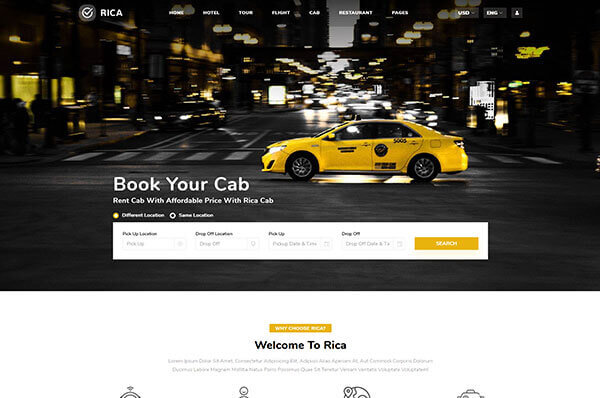 RICA
HOME HOTEL TOUR FLIGHT CAB RESTAURANT PAGES
USD ENG
5005
Book Your Cab
Rent Cab With Affordable Price With Rica Cab
Different Location Same Location
Pick Up Location Drop Off Location Pick Up Drop Off
Pick Up Drop Off Pickup Date & Time Drop Off Date & Ta
SEARCH
WHY CHOOSE RICA?
Welcome To Rica
Lorem Ipsum Dolor Sit Amet, Consectetur Adipiscing Elit, Adipisci Alias Aperiam At, Aut Commodi Corporis Dolorum
Ducimus Labore Magnam Mollitia Natus Porro Possimus Quae Sit Tenetur Veniam Veritatis Voluptate Voluptatem!